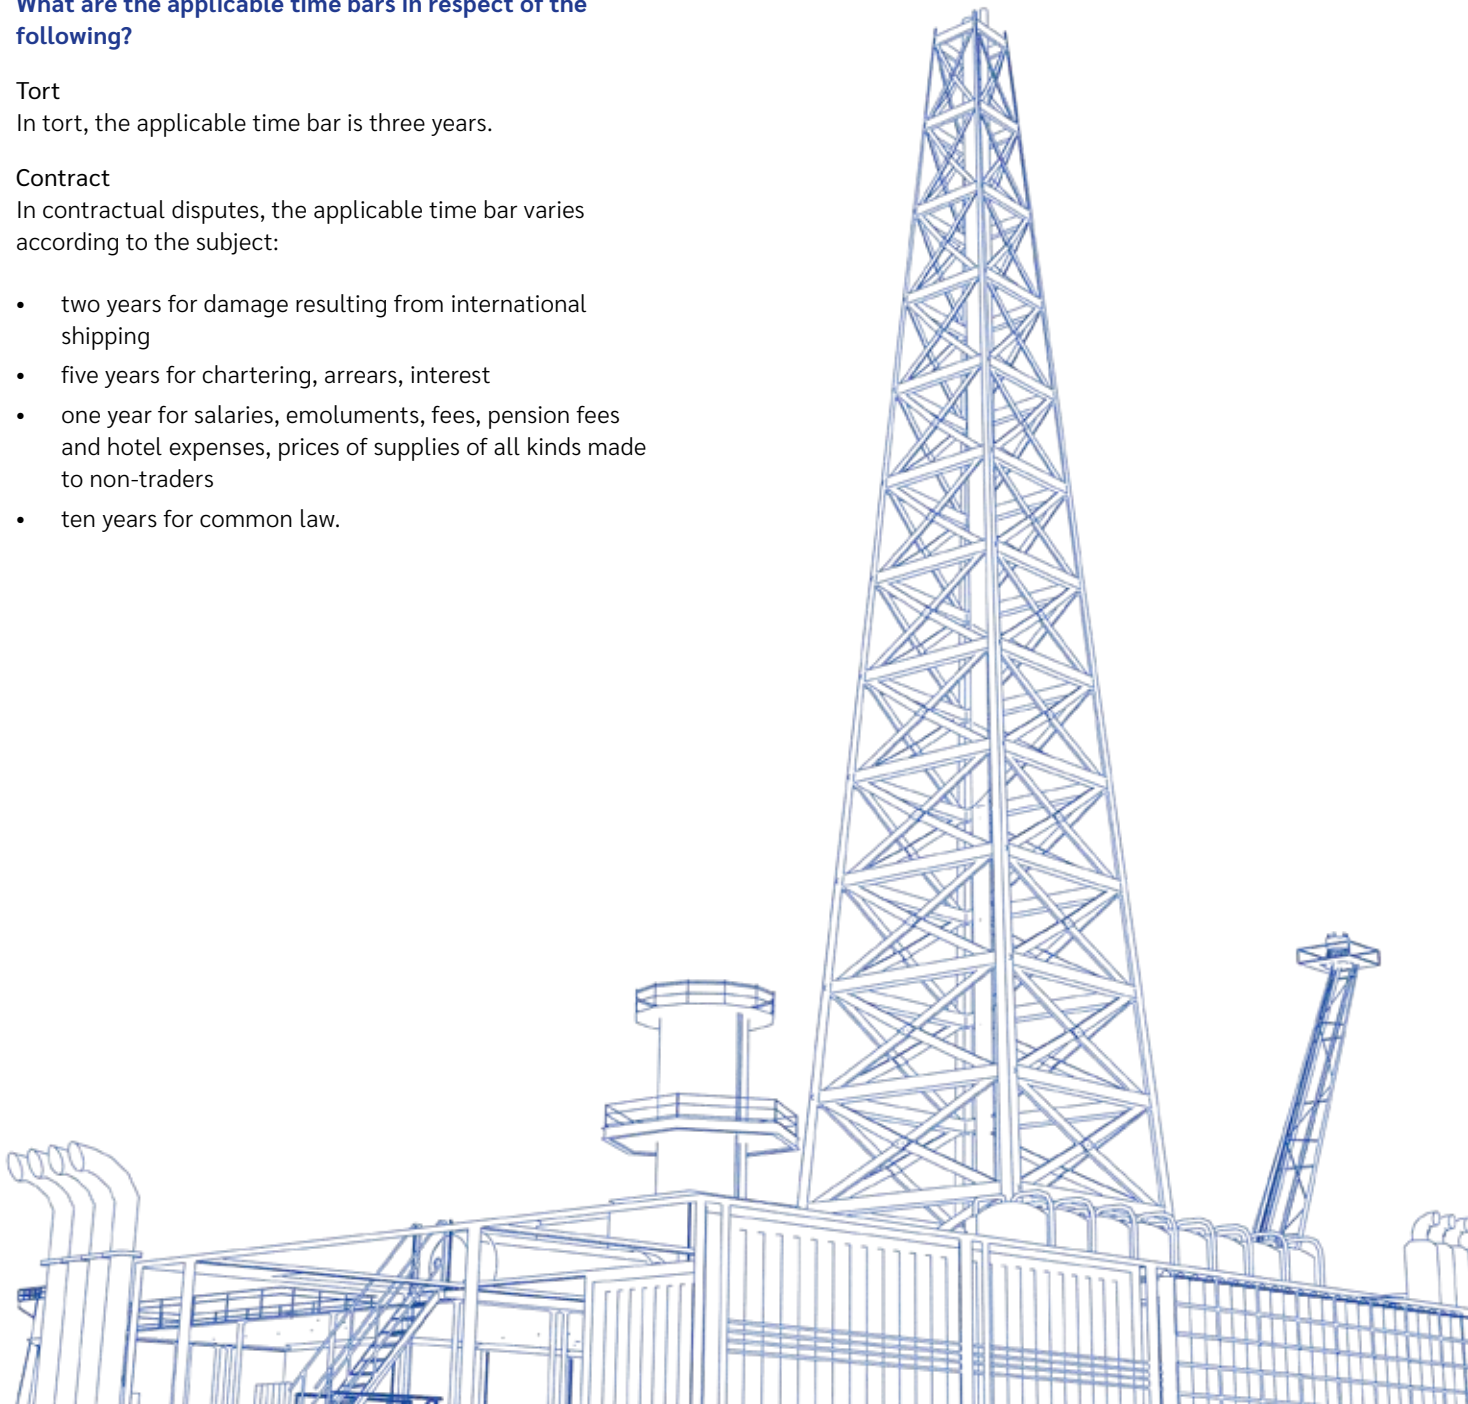 What are the applicable time bars in respect of the
following?
Tort
In tort, the applicable time bar is three years.
Contract
In contractual disputes, the applicable time bar varies
according to the subject:
• two years for damage resulting from international
shipping
• five years for chartering, arrears, interest
• one year for salaries, emoluments, fees, pension fees
and hotel expenses, prices of supplies of all kinds made
to non-traders
• ten years for common law.